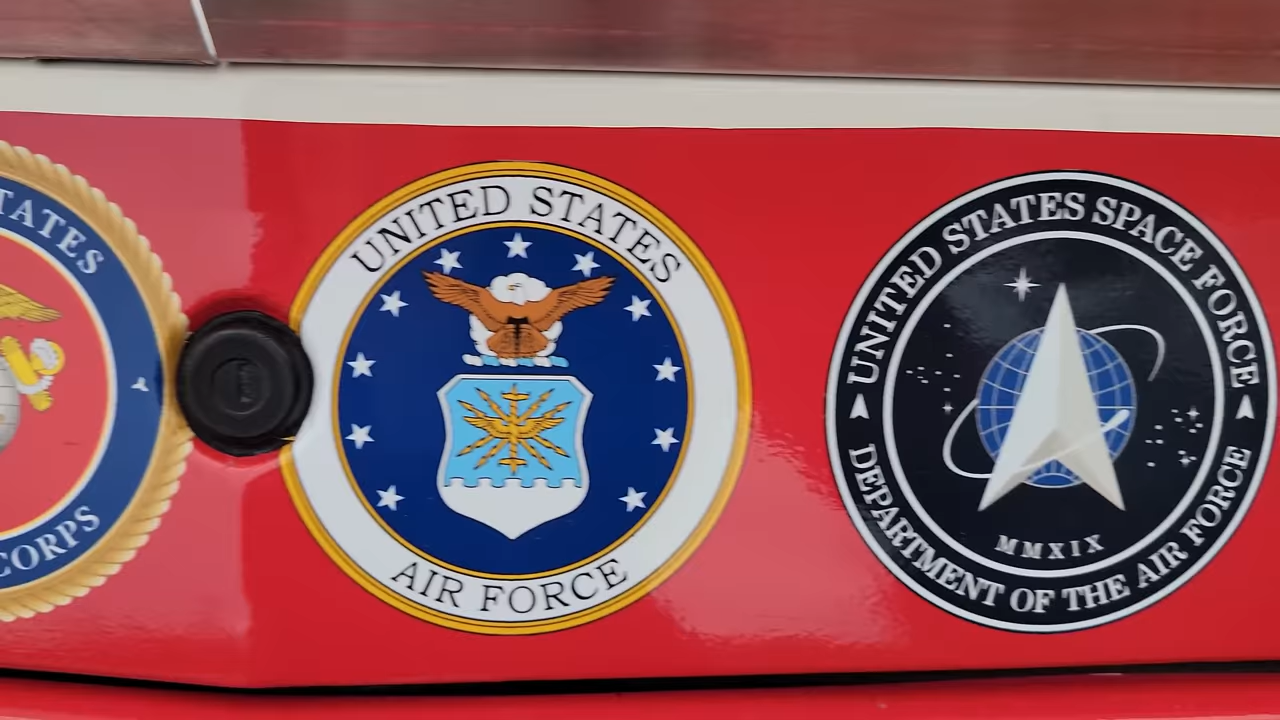 TATES
CORPS
UNITED STATES
AIR FORCE
UNITED STATES SPACE FORCE
MMXIX
DEPARTMENT OF THE AIR FORCE